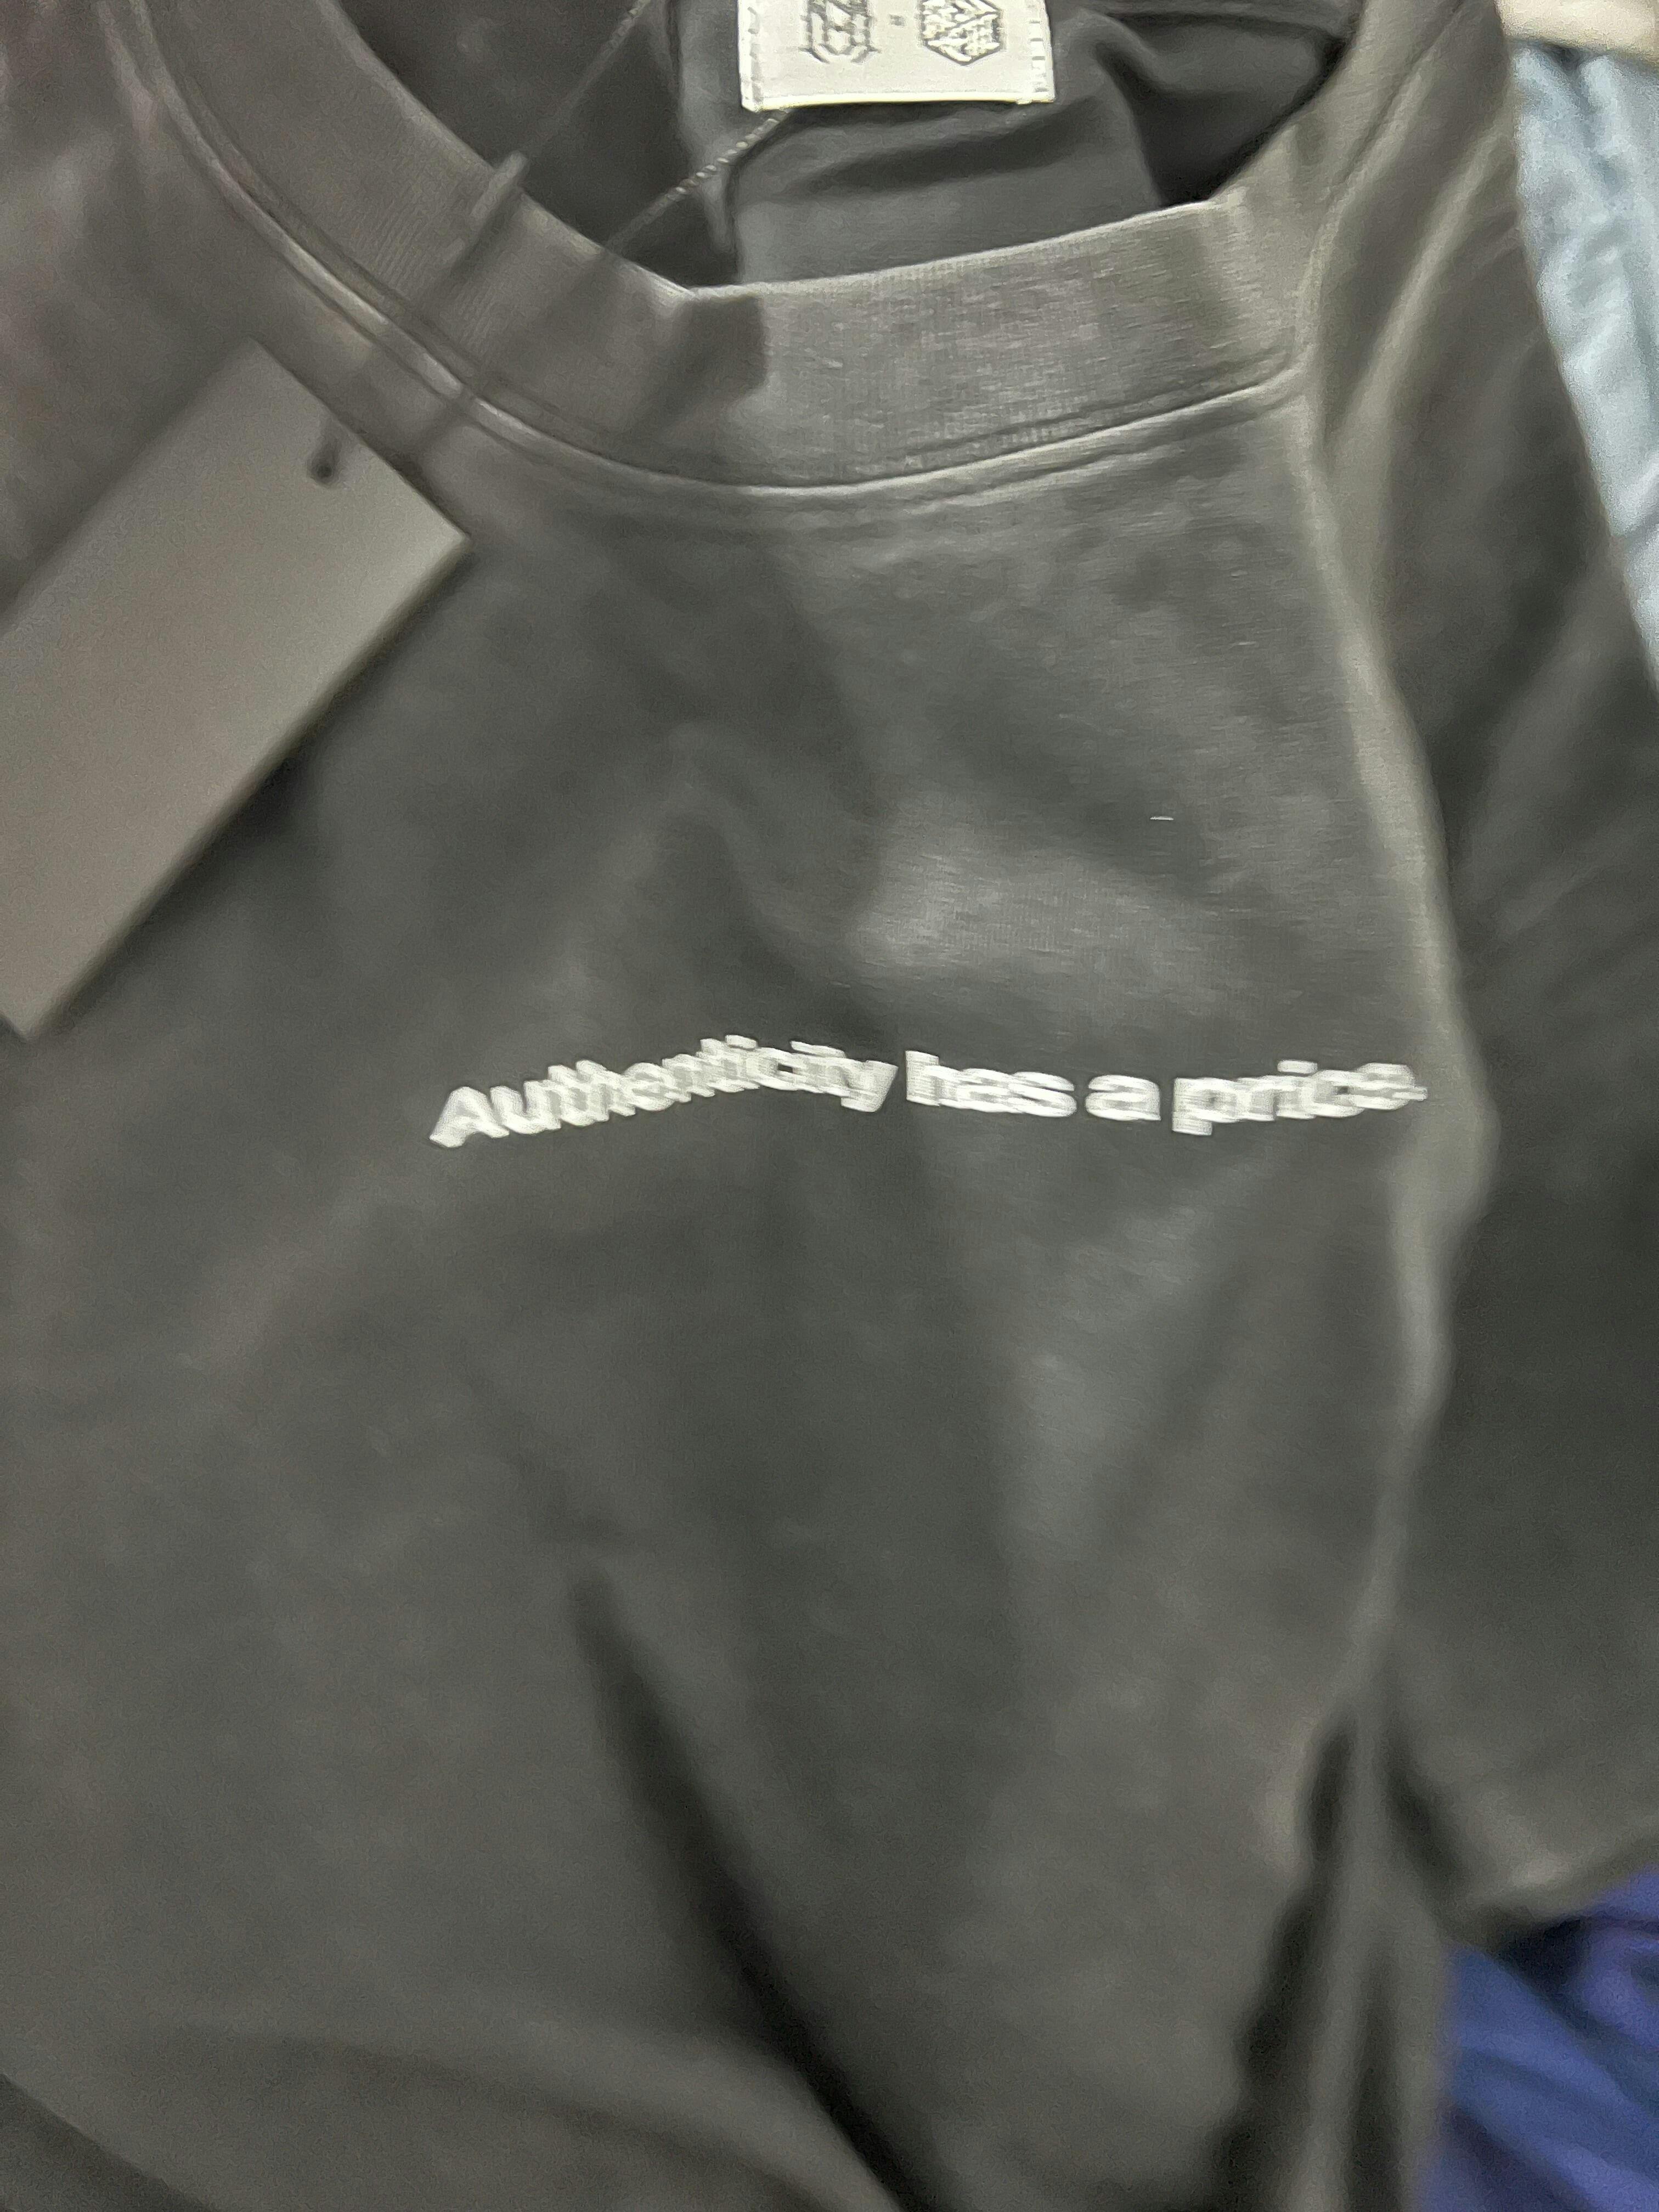 Authenticity has a price.